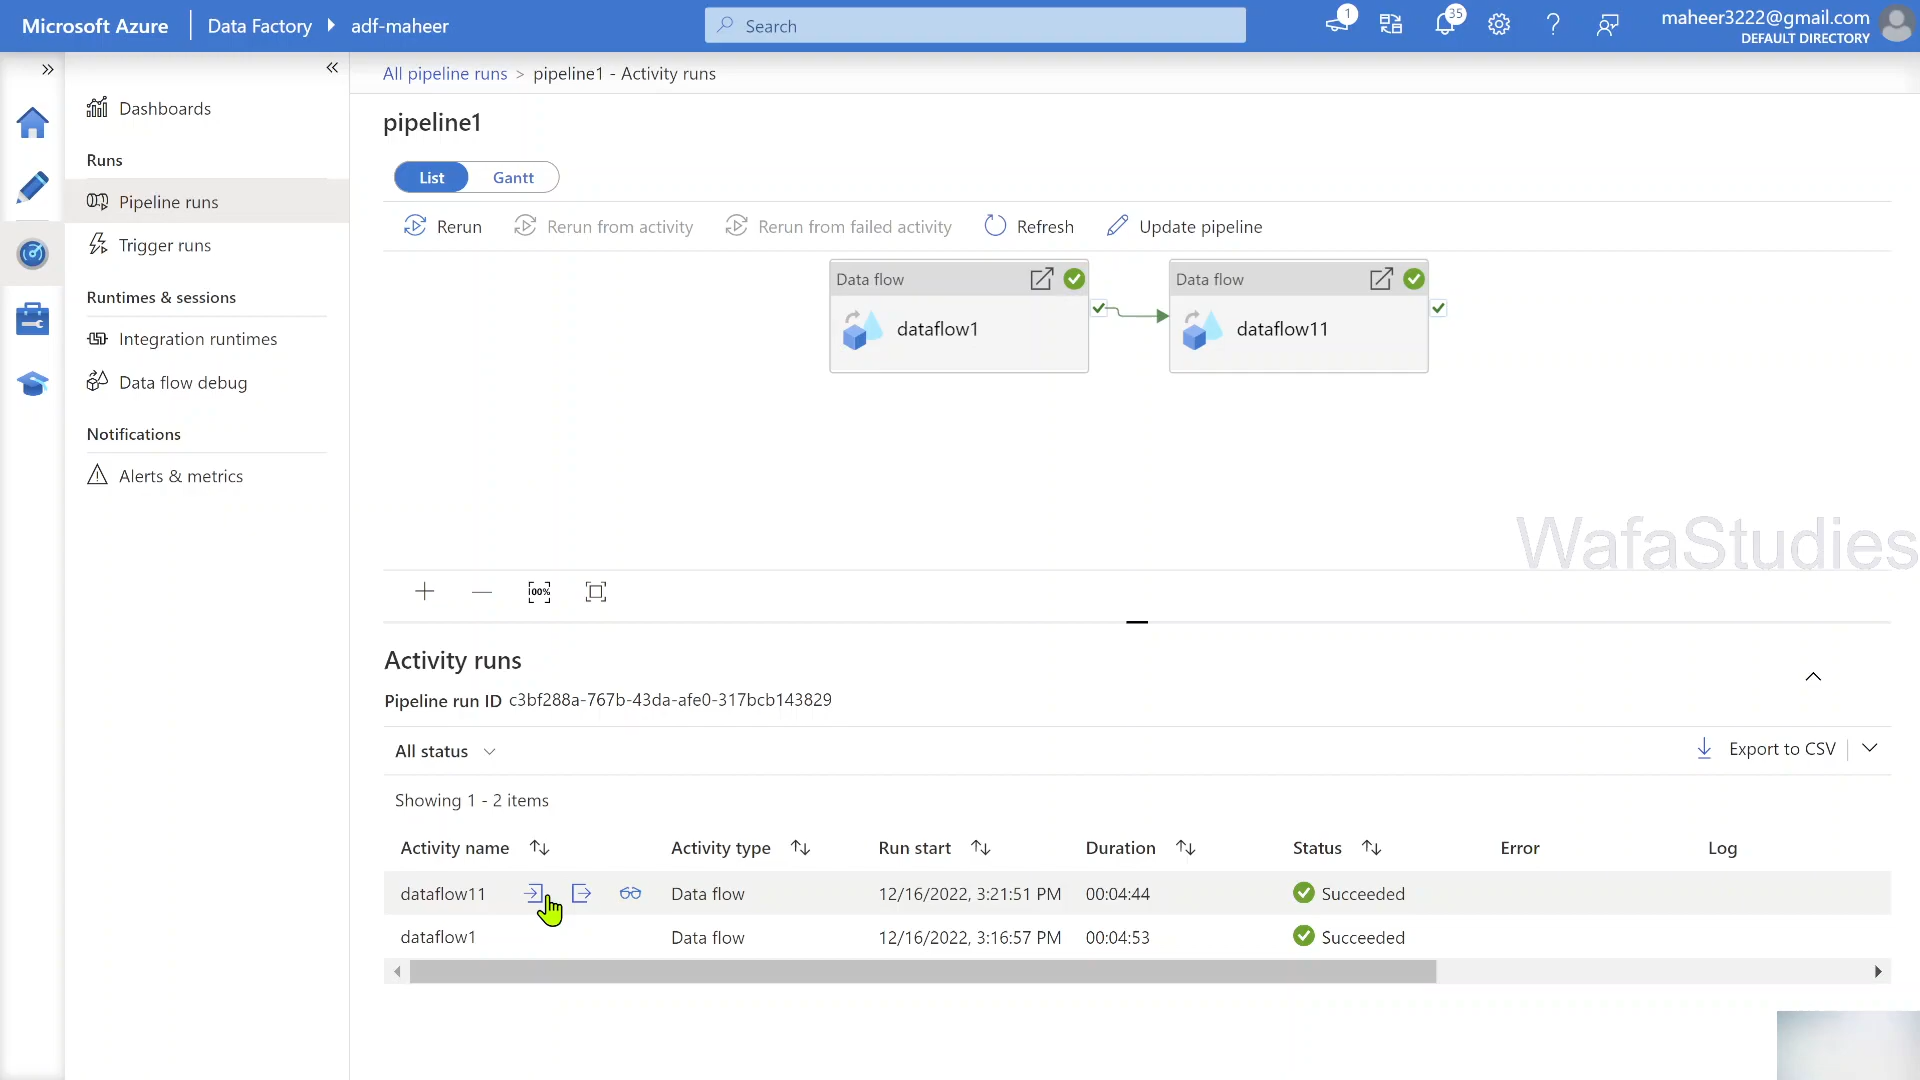 Microsoft Azure
Data Factory
adf-maheer
Search
1
35
maheer3222@gmail.com
DEFAULT DIRECTORY
Dashboards
Runs
Pipeline runs
Trigger runs
Runtimes & sessions
Integration runtimes
Data flow debug
Notifications
Alerts & metrics
All pipeline runs > pipeline1 - Activity runs
pipeline1
List Gantt
Rerun Rerun from activity Rerun from failed activity Refresh Update pipeline
Data flow
dataflow1
Data flow
dataflow11
WafaStudies
100%
Activity runs
Pipeline run ID c3bf288a-767b-43da-afe0-317bcb143829
All status
Export to CSV
Showing 1 - 2 items
Activity name Activity type Run start Duration Status Error Log
dataflow11 Data flow 12/16/2022, 3:21:51 PM 00:04:44 Succeeded
dataflow1 Data flow 12/16/2022, 3:16:57 PM 00:04:53 Succeeded